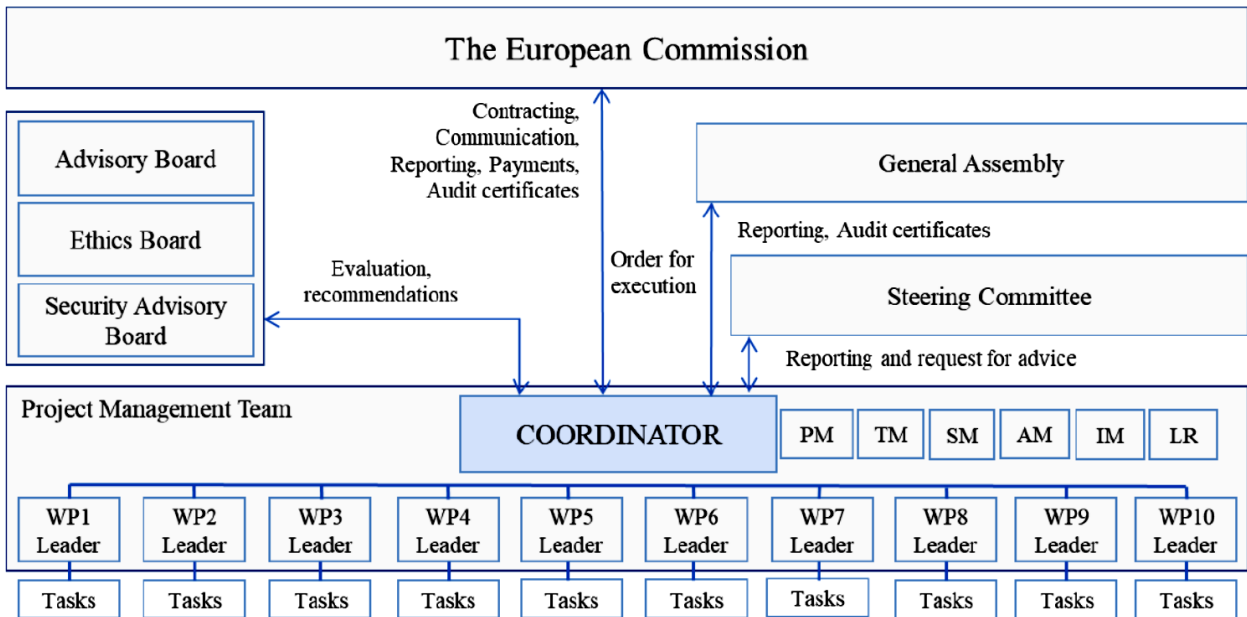 The European Commission
Advisory Board
Ethics Board
Security Advisory
Board
Contracting,
Communication,
Reporting, Payments,
Audit certificates
General Assembly
Evaluation,
recommendations
Order for
execution
Reporting, Audit certificates
Steering Committee
Reporting and request for advice
Project Management Team
COORDINATOR
PM
TM
SM
AM
IM
LR
WP1
Leader
WP2
Leader
WP3
Leader
WP4
Leader
WP5
Leader
WP6
Leader
WP7
Leader
WP8
Leader
WP9
Leader
WP10
Leader
Tasks
Tasks
Tasks
Tasks
Tasks
Tasks
Tasks
Tasks
Tasks
Tasks